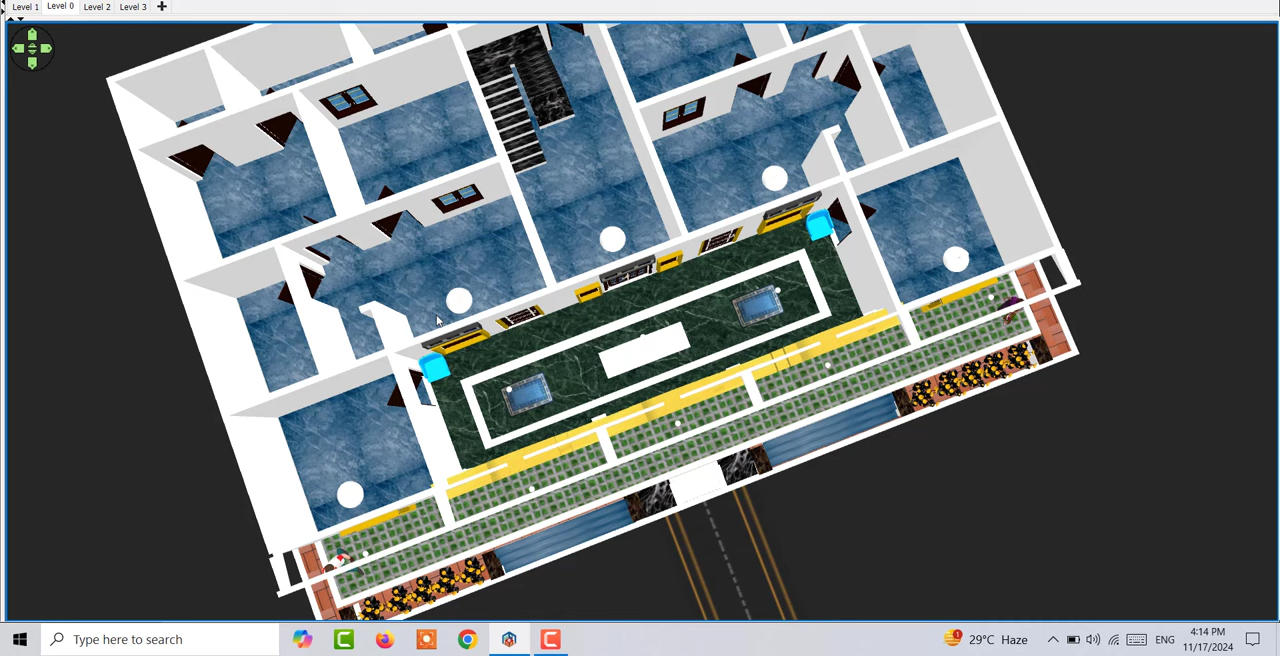 Level 1 Level 0 Level 2 Level 3
Type here to search
1
29°C Haze
ENG
4:14 PM
11/17/2024